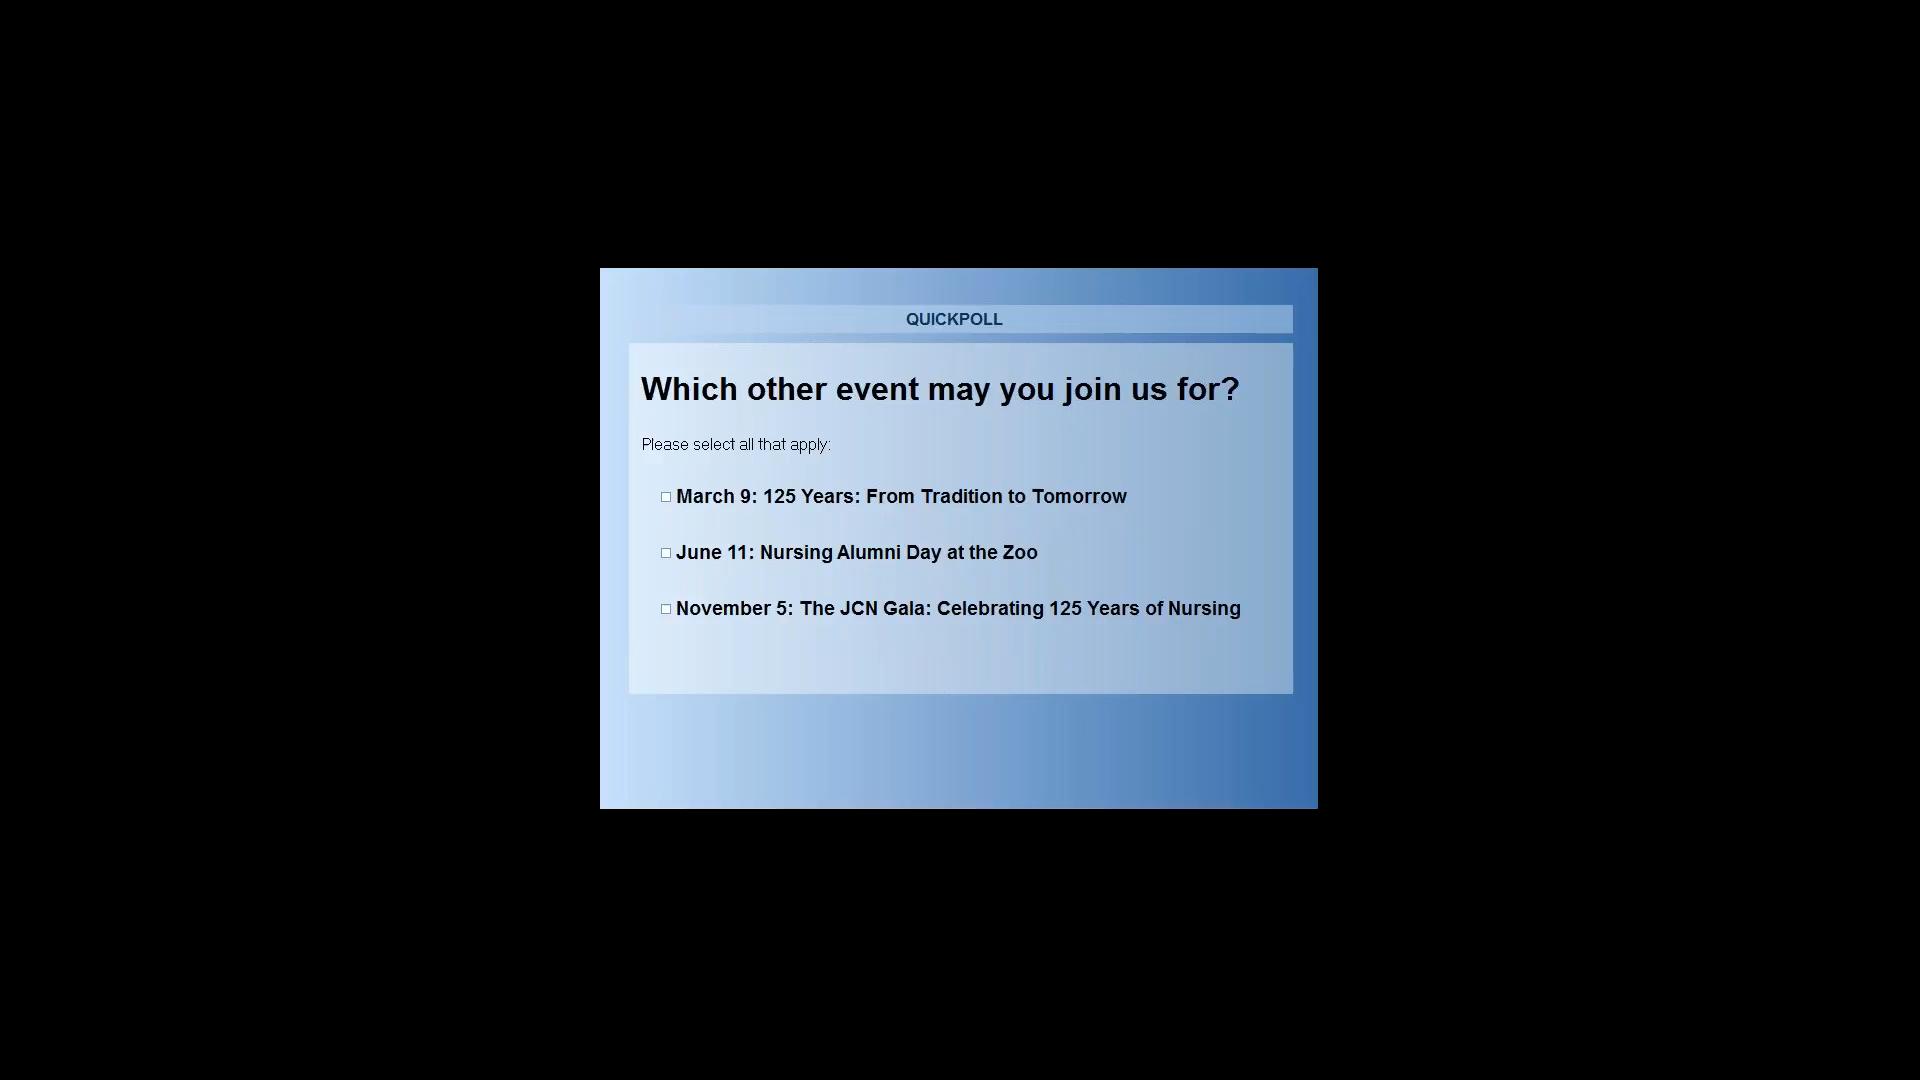 QUICKPOLL
Which other event may you join us for?
Please select all that apply:
March 9: 125 Years: From Tradition to Tomorrow
June 11: Nursing Alumni Day at the Zoo
November 5: The JCN Gala: Celebrating 125 Years of Nursing